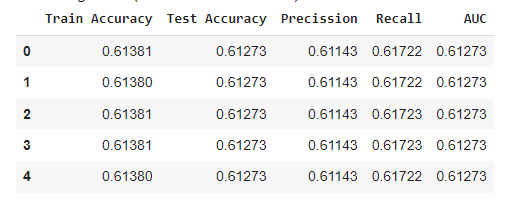 Train Accuracy Test Accuracy Precission Recall AUC
0 0.61381 0.61273 0.61143 0.61722 0.61273
1 0.61380 0.61273 0.61143 0.61722 0.61273
2 0.61381 0.61273 0.61143 0.61723 0.61273
3 0.61381 0.61273 0.61143 0.61723 0.61273
4 0.61380 0.61273 0.61143 0.61722 0.61273